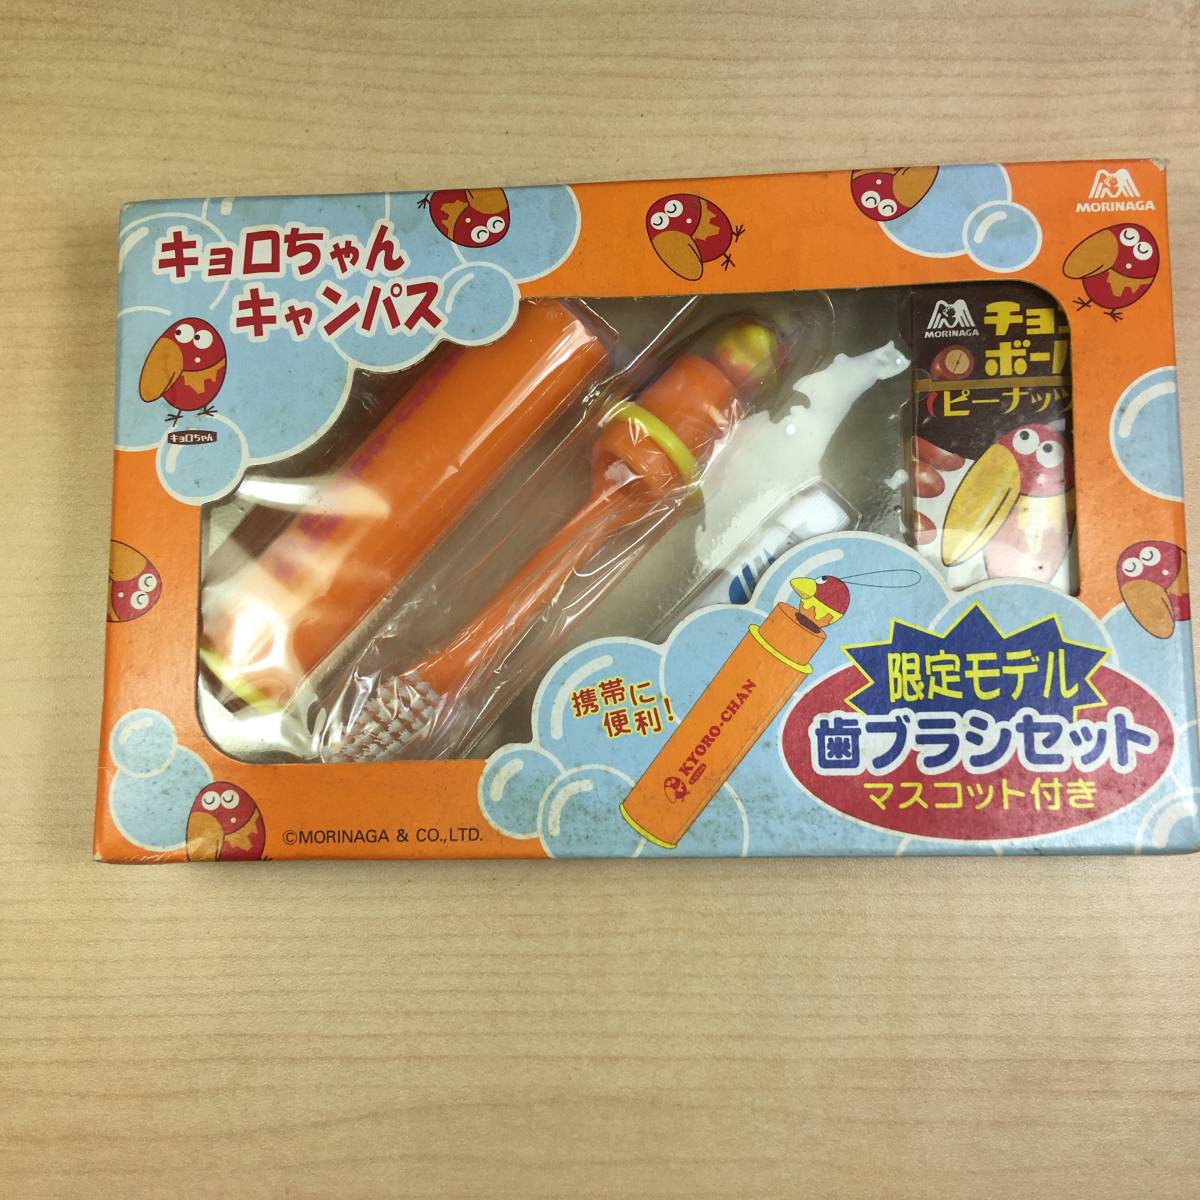 キョロちゃん
キャンパス
キョロちゃん
MORINAGA
MORINAGA
チョコ
ボー
ピーナッツ
携帯に
便利!
KYORO-CHAN
限定モデル
歯ブラシセット
マスコット付き
©MORINAGA & CO.,LTD.